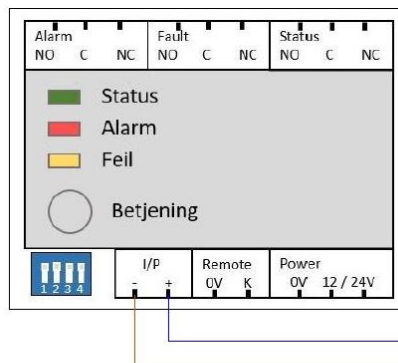 Alarm Fault Status
NO C NC NO C NC NO C NC
Status
Alarm
Feil
Betjening
I/P Remote Power
- + 0V K 0V 12 / 24V
1 2 3 4